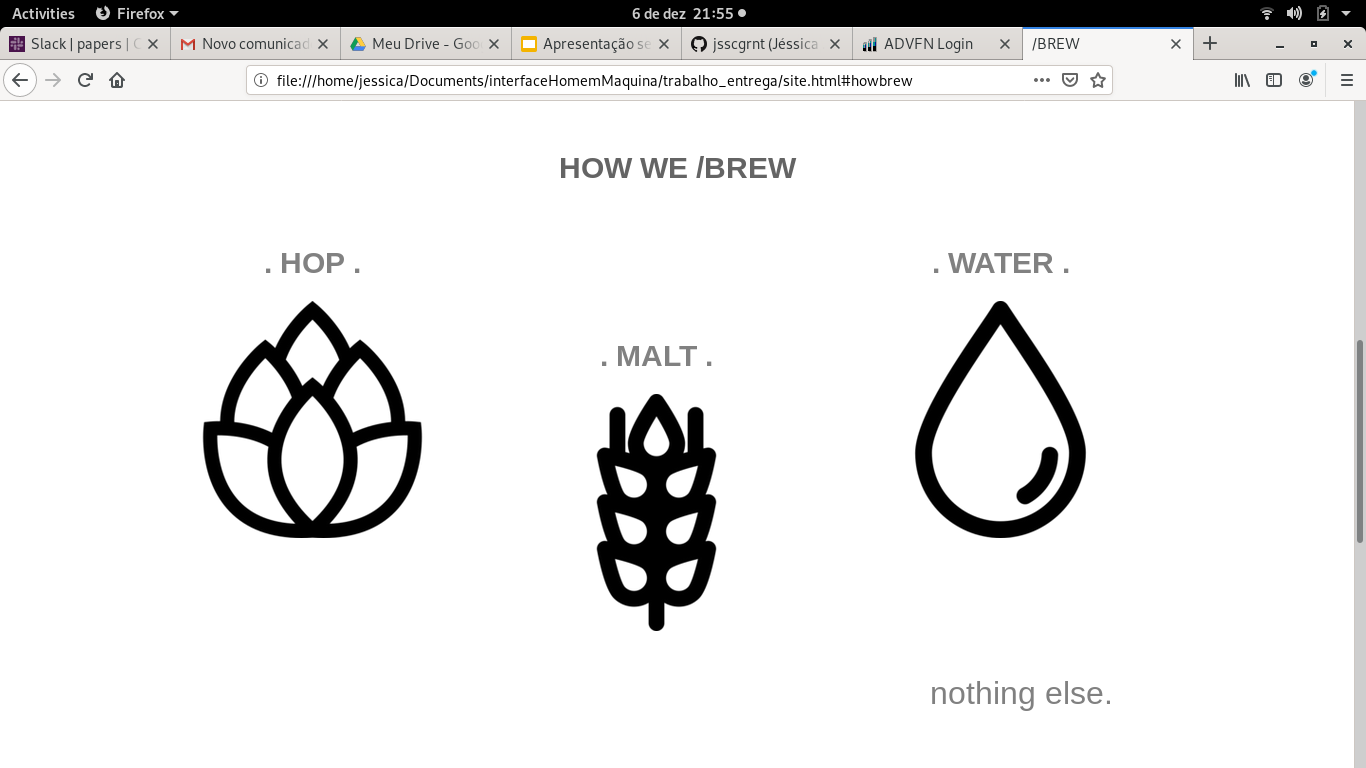 Activities Firefox 6 de dez 21:55
Slack | papers | Novo comunicad Meu Drive - Goo Apresentação se jsscgrnt (Jéssica ADVFN Login /BREW
file:///home/jessica/Documents/interfaceHomemMaquina/trabalho_entrega/site.html#howbrew
HOW WE /BREW
. HOP .
. WATER .
. MALT .
nothing else.